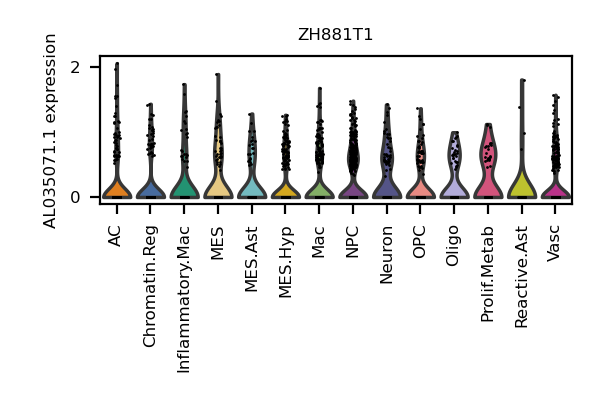 ZH881T1
AL035071.1 expression
2
0
AC
Chromatin.Reg
Inflammatory.Mac
MES
MES.Ast
MES.Hyp
Mac
NPC
Neuron
OPC
Oligo
Prolif.Metab
Reactive.Ast
Vasc